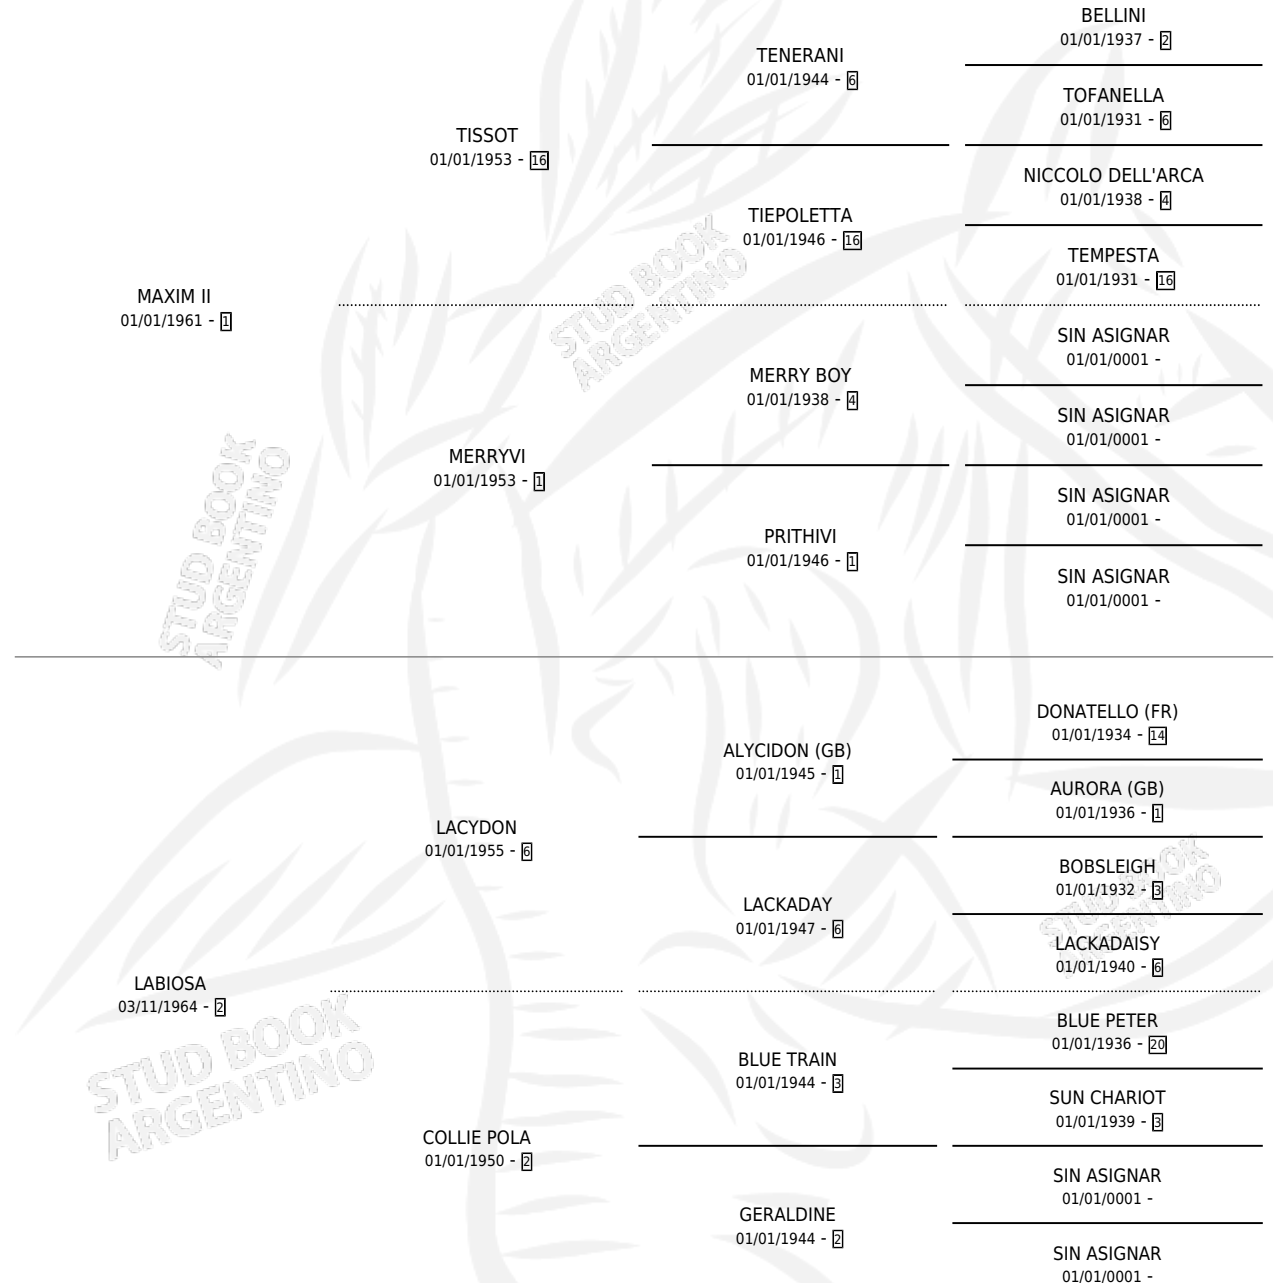 BELLINI
01/01/1937 - 2
TENERANI
01/01/1944 - 6
TOFANELLA
01/01/1931 - 6
TISSOT
01/01/1953 - 16
NICCOLO DELL'ARCA
01/01/1938 - 4
TIEPOLETTA
01/01/1946 - 16
TEMPESTA
01/01/1931 - 16
MAXIM II
01/01/1961 - 1
STUD BOOK
ARGENTINO
SIN ASIGNAR
01/01/0001 -
MERRY BOY
01/01/1938 - 4
SIN ASIGNAR
01/01/0001 -
MERRYVI
01/01/1953 - 1
SIN ASIGNAR
01/01/0001 -
PRITHIVI
01/01/1946 - 1
SIN ASIGNAR
01/01/0001 -
STUD BOOK
ARGENTINO
DONATELLO (FR)
01/01/1934 - 14
ALYCIDON (GB)
01/01/1945 - 1
AURORA (GB)
01/01/1936 - 1
LACYDON
01/01/1955 - 6
BOBSLEIGH
01/01/1932 - 3
LACKADAY
01/01/1947 - 6
STUD BOOK
ARGENTINO
LACKADAISY
01/01/1940 - 6
LABIOSA
03/11/1964 - 2
BLUE PETER
01/01/1936 - 20
BLUE TRAIN
01/01/1944 - 3
STUD BOOK
ARGENTINO
SUN CHARIOT
01/01/1939 - 3
COLLIE POLA
01/01/1950 - 2
SIN ASIGNAR
01/01/0001 -
GERALDINE
01/01/1944 - 2
SIN ASIGNAR
01/01/0001 -